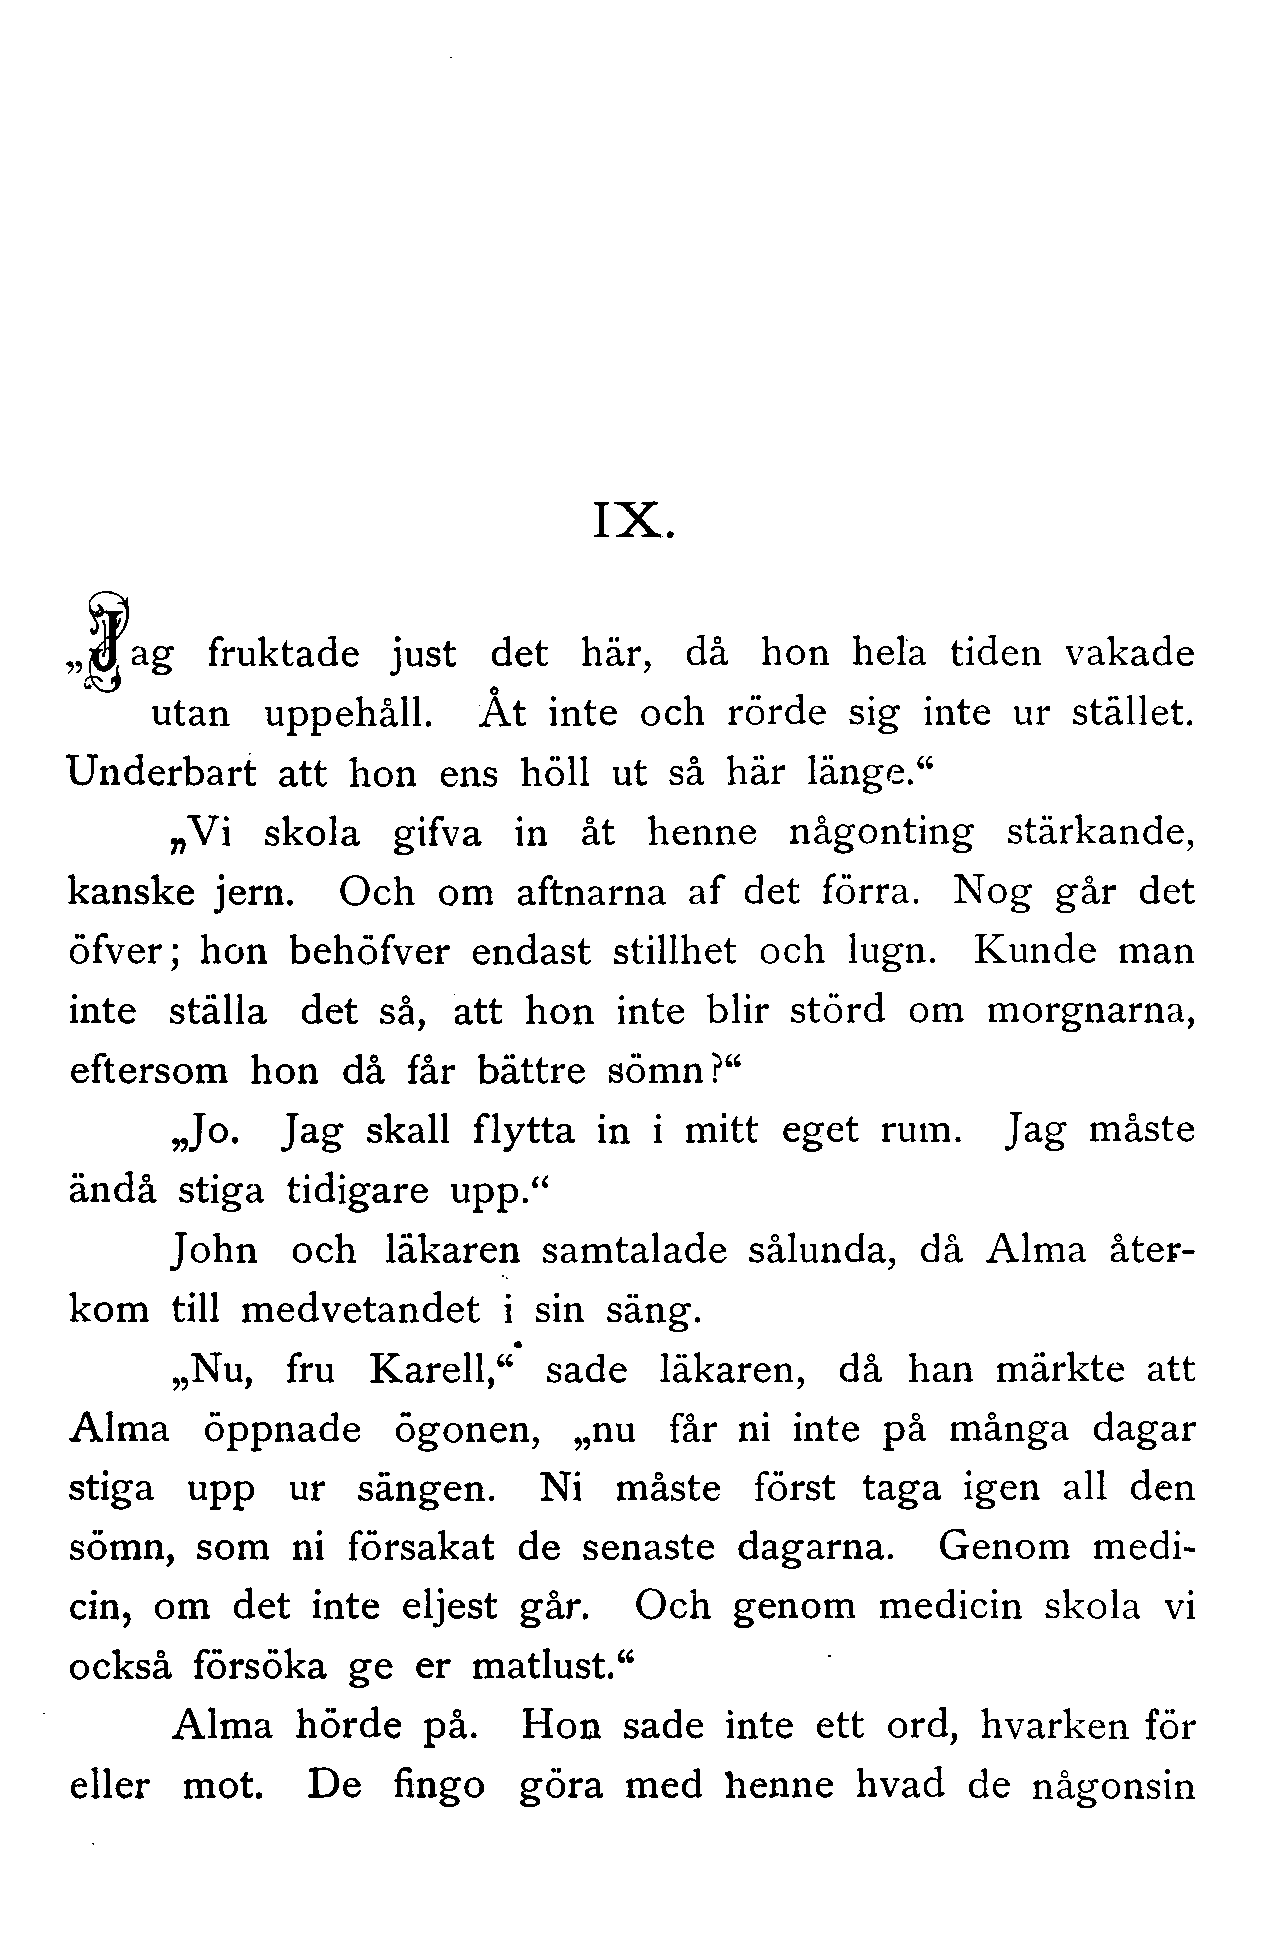 IX.
„Jag fruktade just det här, då hon hela tiden vakade
utan uppehåll. Åt inte och rörde sig inte ur stället.
Underbart att hon ens höll ut så här länge.“
„Vi skola gifva in åt henne någonting stärkande,
kanske jern. Och om aftnarna af det förra. Nog går det
öfver; hon behöfver endast stillhet och lugn. Kunde man
inte ställa det så, att hon inte blir störd om morgnarna,
eftersom hon då får bättre sömn?“
„Jo. Jag skall flytta in i mitt eget rum. Jag måste
ändå stiga tidigare upp.“
John och läkaren samtalade sålunda, då Alma åter-
kom till medvetandet i sin säng.
„Nu, fru Karell,“ sade läkaren, då han märkte att
Alma öppnade ögonen, „nu får ni inte på många dagar
stiga upp ur sängen. Ni måste först taga igen all den
sömn, som ni försakat de senaste dagarna. Genom medi-
cin, om det inte eljest går. Och genom medicin skola vi
också försöka ge er matlust.“
Alma hörde på. Hon sade inte ett ord, hvarken för
eller mot. De fingo göra med henne hvad de någonsin